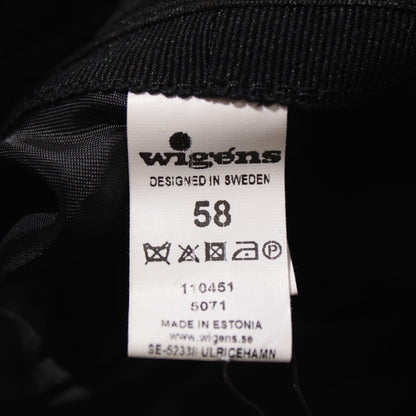 wigéns
DESIGNED IN SWEDEN
58
P
110451
5071
MADE IN ESTONIA
www.wigens.se
SE-52338 ULRICEHAMN